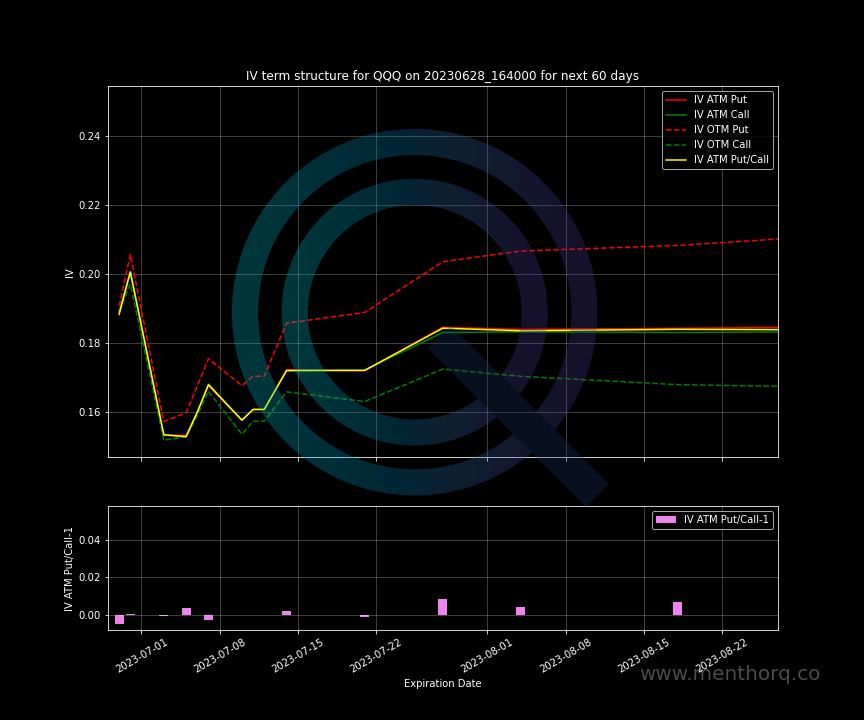 IV term structure for QQQ on 20230628_164000 for next 60 days
IV ATM Put
IV ATM Call
IV OTM Put
IV OTM Call
IV ATM Put/Call
IV
0.24
0.22
0.20
0.18
0.16
IV ATM Put/Call-1
IV ATM Put/Call-1
0.04
0.02
0.00
2023-07-01
2023-07-08
2023-07-15
2023-07-22
2023-08-01
2023-08-08
2023-08-15
2023-08-22
www.menthorq.co
Expiration Date